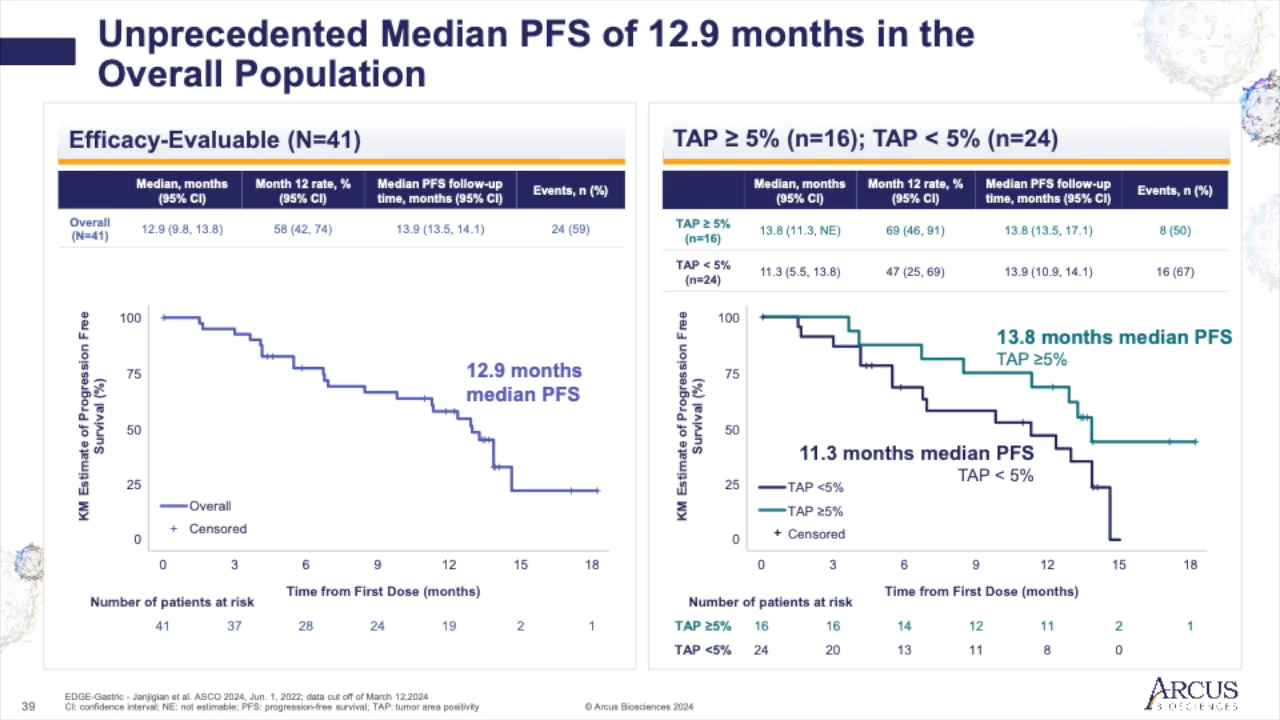 Unprecedented Median PFS of 12.9 months in the
Overall Population
Efficacy-Evaluable (N=41)
Median, months (95% CI) Month 12 rate, % (95% CI) Median PFS follow-up time, months (95% CI) Events, n (%)
Overall (N=41) 12.9 (9.8, 13.8) 58 (42, 74) 13.9 (13.5, 14.1) 24 (59)
KM Estimate of Progression Free
Survival (%)
100
75
50
25
0
12.9 months
median PFS
Overall
+ Censored
0 3 6 9 12 15 18
Time from First Dose (months)
Number of patients at risk
41 37 28 24 19 2 1
TAP ≥ 5% (n=16); TAP < 5% (n=24)
Median, months (95% CI) Month 12 rate, % (95% CI) Median PFS follow-up time, months (95% CI) Events, n (%)
TAP ≥ 5% (n=16) 13.8 (11.3, NE) 69 (46, 91) 13.8 (13.5, 17.1) 8 (50)
TAP < 5% (n=24) 11.3 (5.5, 13.8) 47 (25, 69) 13.9 (10.9, 14.1) 16 (67)
KM Estimate of Progression Free
Survival (%)
100
75
50
25
0
13.8 months median PFS
TAP ≥5%
11.3 months median PFS
TAP < 5%
TAP <5%
TAP ≥5%
+ Censored
0 3 6 9 12 15 18
Time from First Dose (months)
Number of patients at risk
TAP ≥5% 16 16 14 12 11 2 1
TAP <5% 24 20 13 11 8 0
39
EDGE-Gastric - Janjigian et al. ASCO 2024, Jun. 1, 2022; data cut off of March 12,2024
CI: confidence interval; NE: not estimable; PFS: progression-free survival; TAP: tumor area positivity
© Arcus Biosciences 2024
ARCUS
BIOSCIENCES